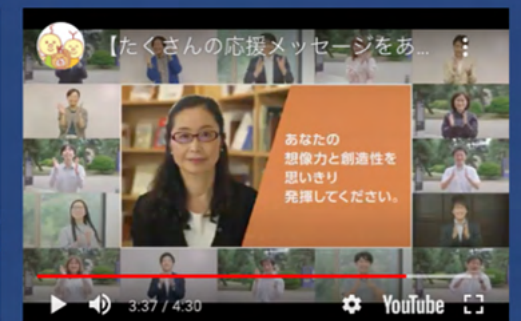 【たくさんの応援メッセージをあ...
あなたの
想像力と創造性を
思いきり
発揮してください。
3:37 / 4:30
YouTube